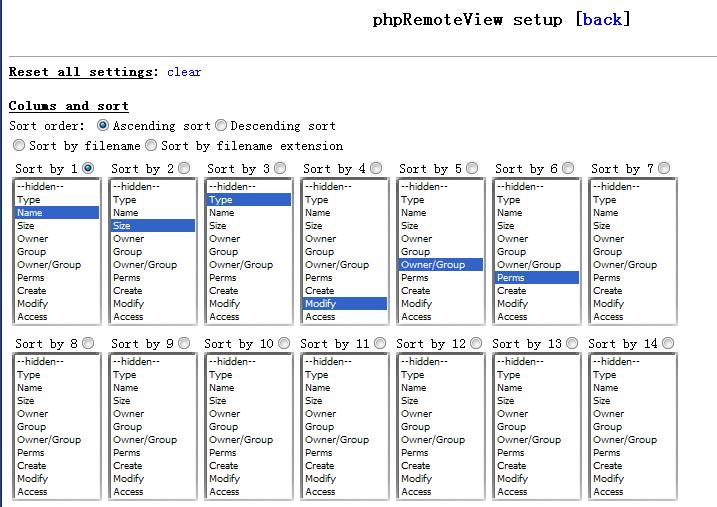 phpRemoteView setup [back]
Reset all settings: clear
Colums and sort
Sort order: Ascending sort Descending sort
Sort by filename Sort by filename extension
Sort by 1 Sort by 2 Sort by 3 Sort by 4 Sort by 5 Sort by 6 Sort by 7
--hidden-- --hidden-- --hidden-- --hidden-- --hidden-- --hidden-- --hidden--
Type Type Type Type Type Type Type
Name Name Name Name Name Name Name
Size Size Size Size Size Size Size
Owner Owner Owner Owner Owner Owner Owner
Group Group Group Group Group Group Group
Owner/Group Owner/Group Owner/Group Owner/Group Owner/Group Owner/Group Owner/Group
Perms Perms Perms Perms Perms Perms Perms
Create Create Create Create Create Create Create
Modify Modify Modify Modify Modify Modify Modify
Access Access Access Access Access Access Access
Sort by 8 Sort by 9 Sort by 10 Sort by 11 Sort by 12 Sort by 13 Sort by 14
--hidden-- --hidden-- --hidden-- --hidden-- --hidden-- --hidden-- --hidden--
Type Type Type Type Type Type Type
Name Name Name Name Name Name Name
Size Size Size Size Size Size Size
Owner Owner Owner Owner Owner Owner Owner
Group Group Group Group Group Group Group
Owner/Group Owner/Group Owner/Group Owner/Group Owner/Group Owner/Group Owner/Group
Perms Perms Perms Perms Perms Perms Perms
Create Create Create Create Create Create Create
Modify Modify Modify Modify Modify Modify Modify
Access Access Access Access Access Access Access